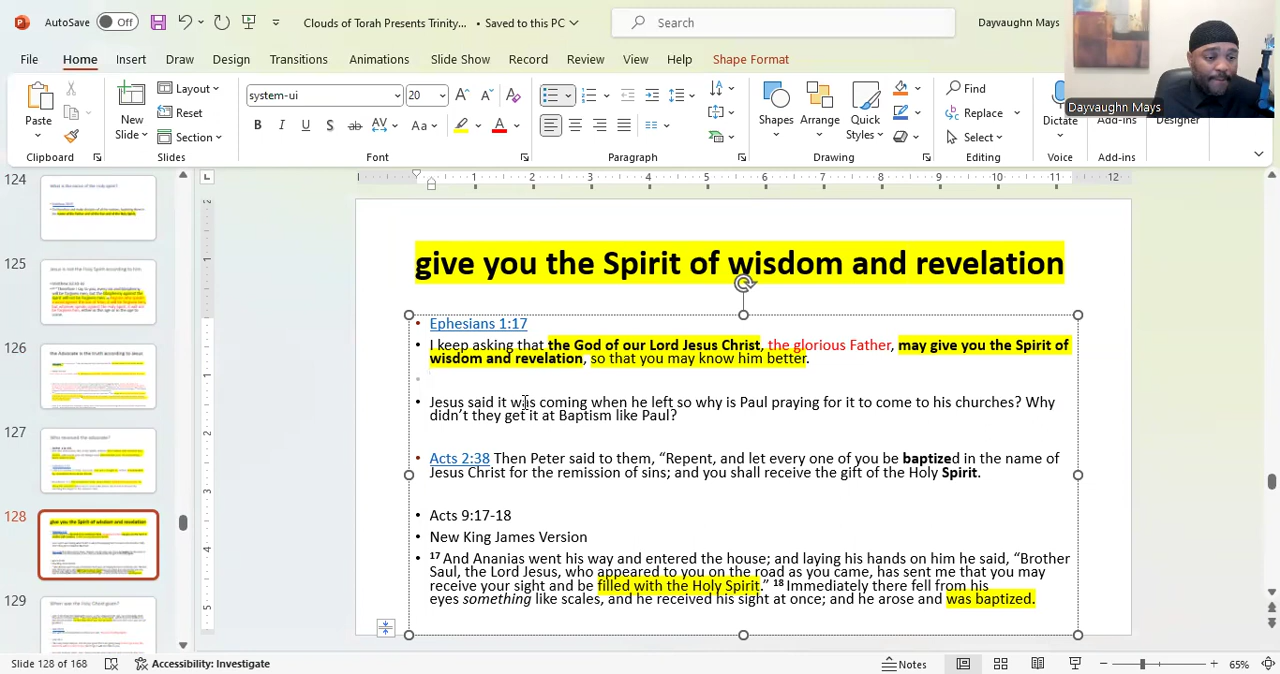 AutoSave
Off
Clouds of Torah Presents Trinity... • Saved to this PC
Search
Dayvaughn Mays
File Home Insert Draw Design Transitions Animations Slide Show Record Review View Help Shape Format
Paste
Clipboard
New Slide
Layout
Reset
Section
Slides
system-ui
20
Font
Paragraph
Shapes
Arrange
Quick Styles
Drawing
Find
Replace
Select
Editing
Dictate
Voice
Add-ins
Add-ins
Designer
Dayvaughn Mays
1 2 3 4 5 6 7 8 9 10 11 12
124
125
126
127
128
129
give you the Spirit of wisdom and revelation
• Ephesians 1:17
• I keep asking that the God of our Lord Jesus Christ, the glorious Father, may give you the Spirit of
wisdom and revelation, so that you may know him better.
• Jesus said it was coming when he left so why is Paul praying for it to come to his churches? Why
didn't they get it at Baptism like Paul?
• Acts 2:38 Then Peter said to them, “Repent, and let every one of you be baptized in the name of
Jesus Christ for the remission of sins; and you shall receive the gift of the Holy Spirit.
• Acts 9:17-18
• New King James Version
• 17 And Ananias went his way and entered the house; and laying his hands on him he said, “Brother
Saul, the Lord Jesus, who appeared to you on the road as you came, has sent me that you may
receive your sight and be filled with the Holy Spirit.” 18 Immediately there fell from his
eyes something like scales, and he received his sight at once; and he arose and was baptized.
Slide 128 of 168
Accessibility: Investigate
Notes
65%